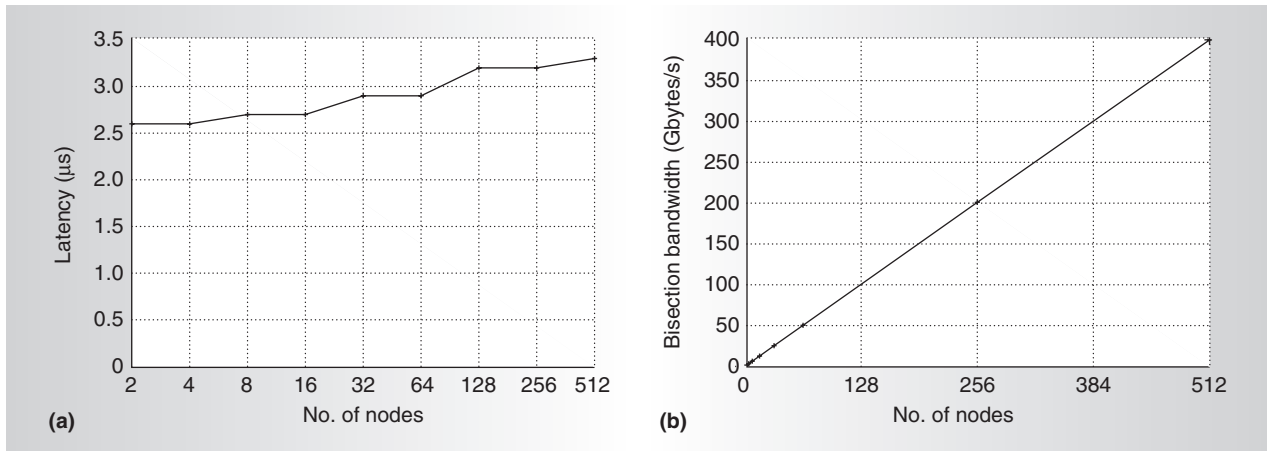 3.5
3.0
2.5
2.0
1.5
1.0
0.5
0
Latency (μs)
2 4 8 16 32 64 128 256 512
No. of nodes
(a)
400
350
300
250
200
150
100
50
0
Bisection bandwidth (Gbytes/s)
0 128 256 384 512
No. of nodes
(b)